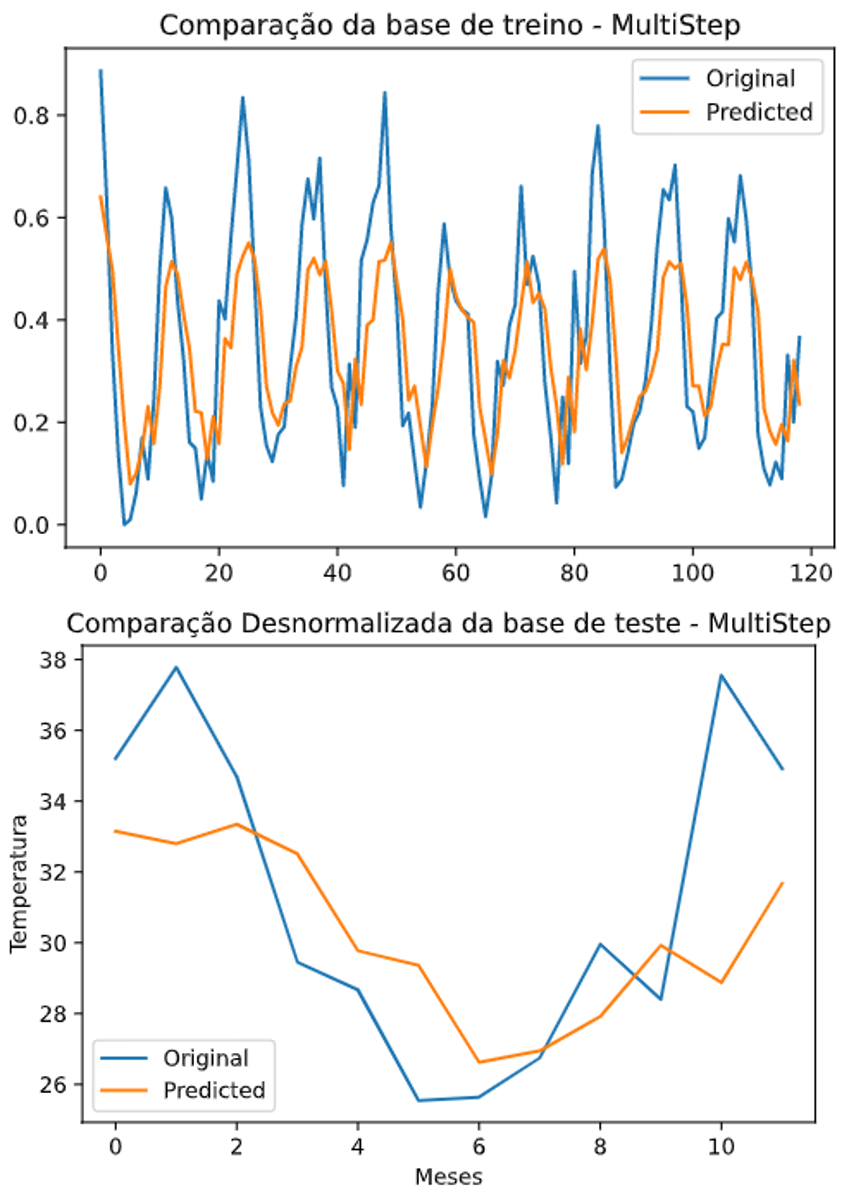 Comparação da base de treino - MultiStep
Original
Predicted
0.8
0.6
0.4
0.2
0.0
0 20 40 60 80 100 120
Comparação Desnormalizada da base de teste - MultiStep
38
36
34
32
30
28
26
Temperatura
Original
Predicted
0 2 4 6 8 10
Meses